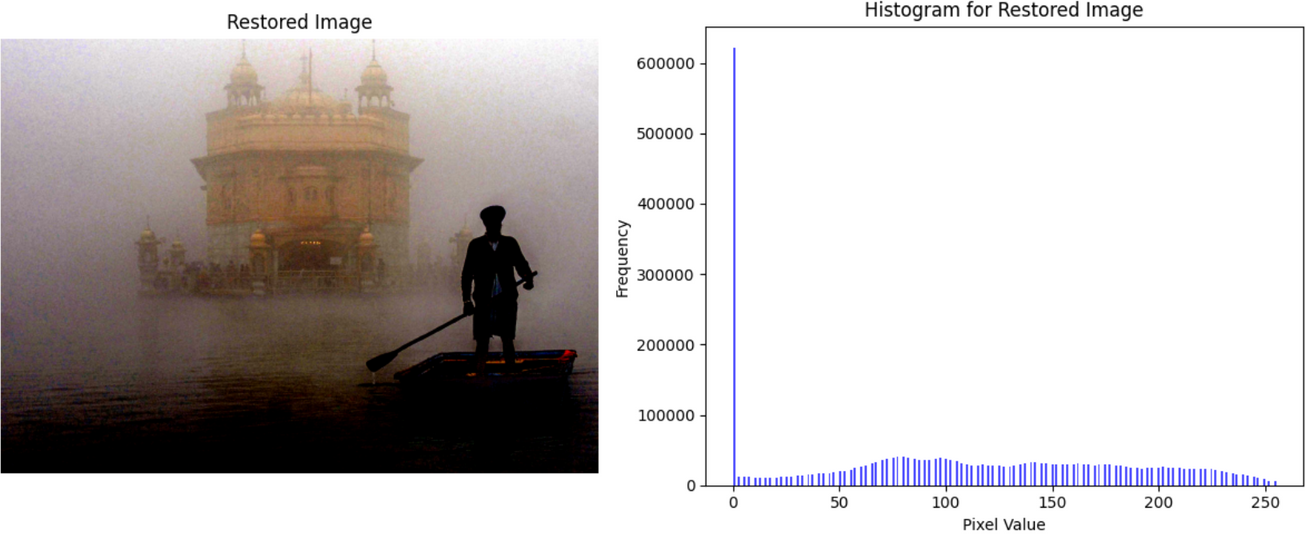 Restored Image
Histogram for Restored Image
600000
500000
400000
300000
200000
100000
0
Frequency
0 50 100 150 200 250
Pixel Value